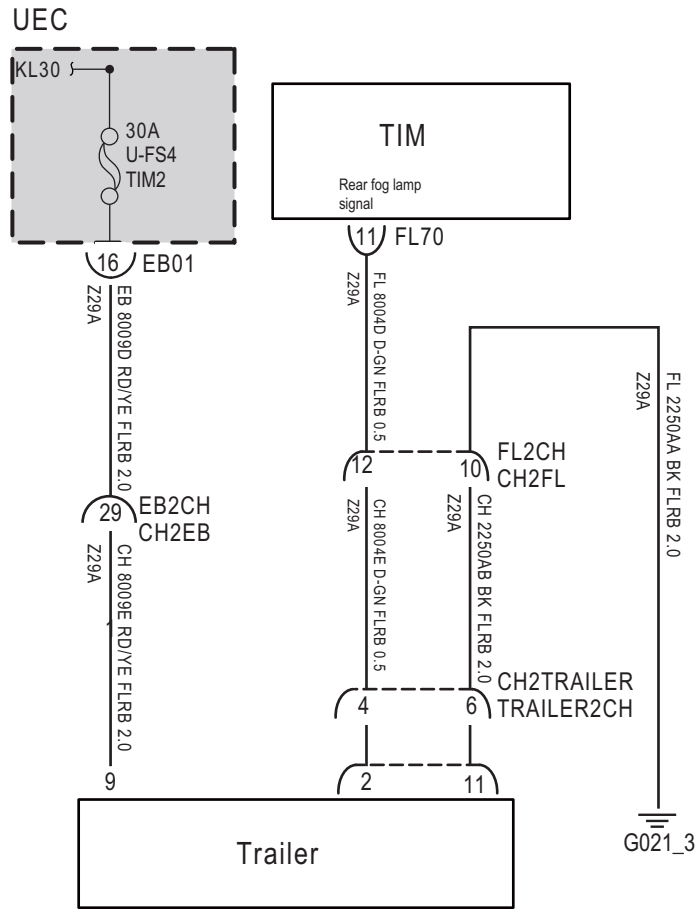 UEC
KL30
30A
U-FS4
TIM2
TIM
Rear fog lamp
signal
16
EB01
11
FL70
EB 8009D RD/YE FLRB 2.0
Z29A
FL 8004D D-GN FLRB 0.5
Z29A
FL 2250AA BK FLRB 2.0
Z29A
12
10
FL2CH
CH2FL
29
EB2CH
CH2EB
CH 8009E RD/YE FLRB 2.0
Z29A
CH 8004E D-GN FLRB 0.5
Z29A
CH 2250AB BK FLRB 2.0
Z29A
4
6
CH2TRAILER
TRAILER2CH
9
2
11
Trailer
G021_3